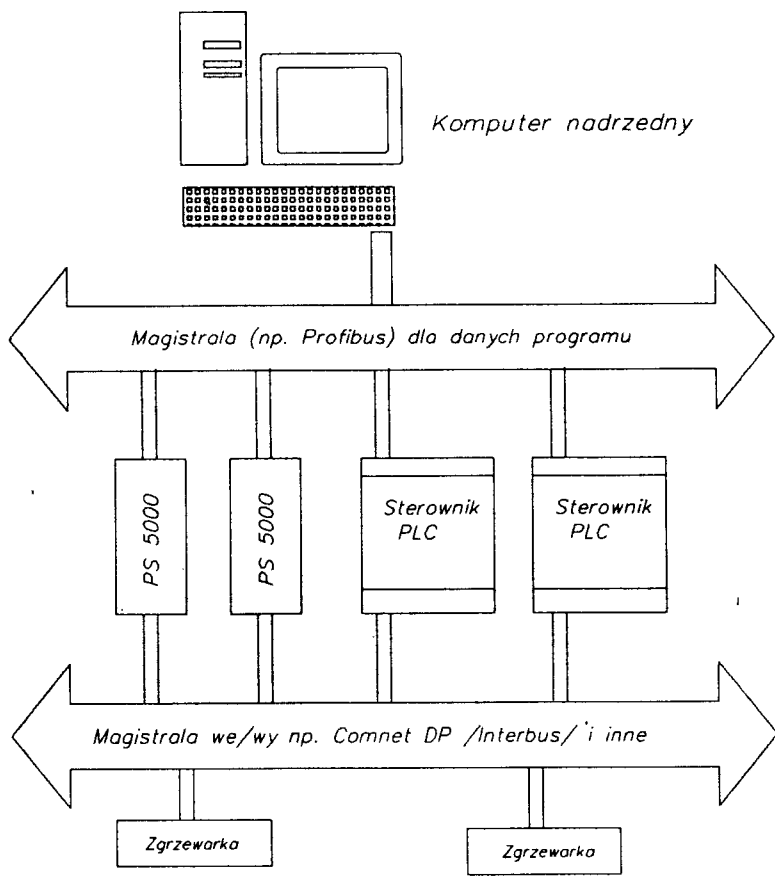 Komputer nadrzedny
Magistrala (np. Profibus) dla danych programu
PS 5000
PS 5000
Sterownik
PLC
Sterownik
PLC
Magistrala we/wy np. Comnet DP /Interbus/ i inne
Zgrzewarka
Zgrzewarka